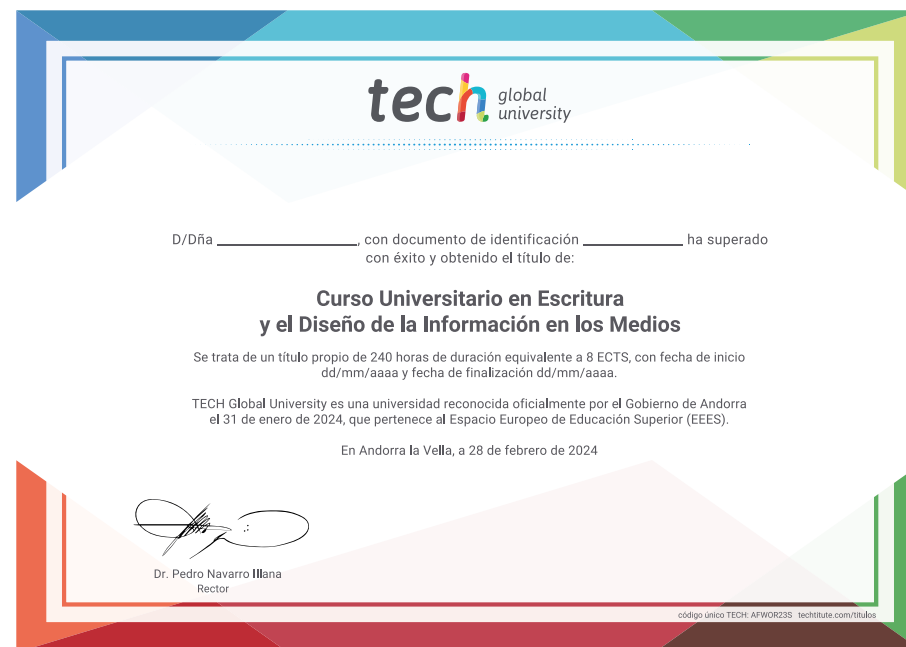 tech global university
D/Dña ____________, con documento de identificación ____________ ha superado
con éxito y obtenido el título de:
Curso Universitario en Escritura
y el Diseño de la Información en los Medios
Se trata de un título propio de 240 horas de duración equivalente a 8 ECTS, con fecha de inicio
dd/mm/aaaa y fecha de finalización dd/mm/aaaa.
TECH Global University es una universidad reconocida oficialmente por el Gobierno de Andorra
el 31 de enero de 2024, que pertenece al Espacio Europeo de Educación Superior (EEES).
En Andorra la Vella, a 28 de febrero de 2024
Dr. Pedro Navarro Illana
Rector
código único TECH: AFWOR23S techtitute.com/titulos